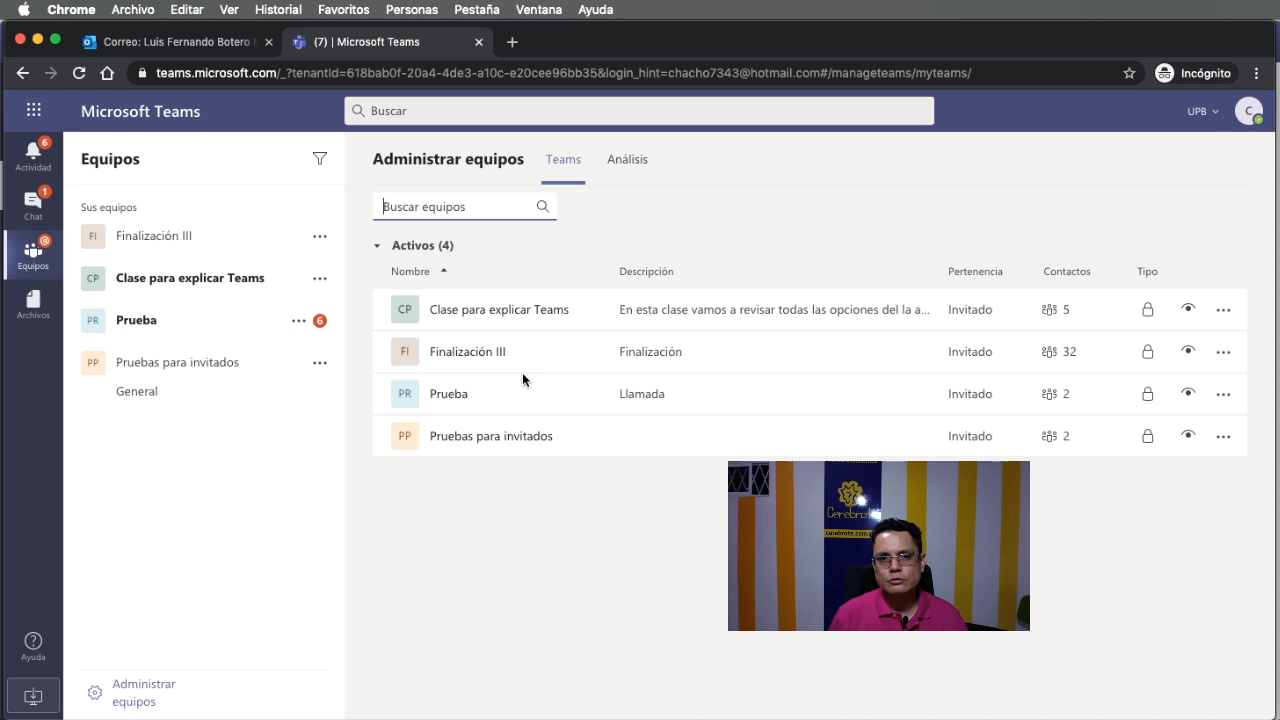 Chrome Archivo Editar Ver Historial Favoritos Personas Pestaña Ventana Ayuda
Correo: Luis Fernando Botero
(7) | Microsoft Teams
teams.microsoft.com/_?tenantId=618bab0f-20a4-4de3-a10c-e20cee96bb35&login_hint=chacho7343@hotmail.com#/manageteams/myteams/
Incógnito
Microsoft Teams
Buscar
UPB
C
6
Actividad
1
Chat
@
Equipos
Archivos
Ayuda
Equipos
Sus equipos
FI Finalización III
CP Clase para explicar Teams
PR Prueba 6
PP Pruebas para invitados
General
Administrar
equipos
Administrar equipos Teams Análisis
Buscar equipos
Activos (4)
Nombre Descripción Pertenencia Contactos Tipo
CP Clase para explicar Teams En esta clase vamos a revisar todas las opciones del la a... Invitado 5
FI Finalización III Finalización Invitado 32
PR Prueba Llamada Invitado 2
PP Pruebas para invitados Invitado 2
Cerebrote